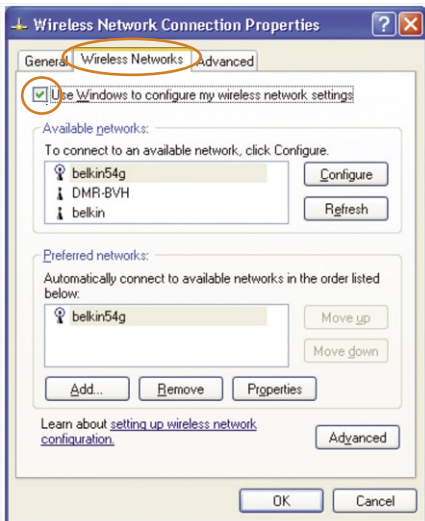 Wireless Network Connection Properties
General
Wireless Networks
Advanced
Use Windows to configure my wireless network settings
Available networks:
To connect to an available network, click Configure.
belkin54g
DMR-BVH
belkin
Configure
Refresh
Preferred networks:
Automatically connect to available networks in the order listed
below:
belkin54g
Move up
Move down
Add...
Remove
Properties
Learn about setting up wireless network
configuration.
Advanced
OK
Cancel